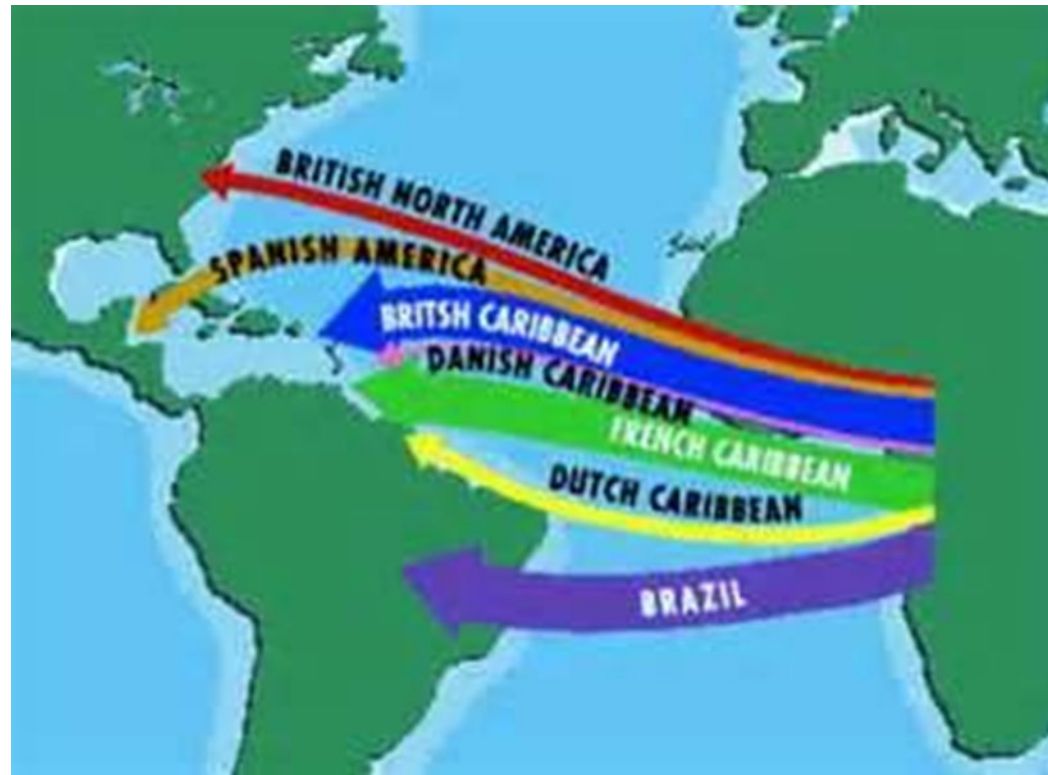 BRITISH NORTH AMERICA
SPANISH AMERICA
BRITSH CARIBBEAN
DANISH CARIBBEAN
FRENCH CARIBBEAN
DUTCH CARIBBEAN
BRAZIL